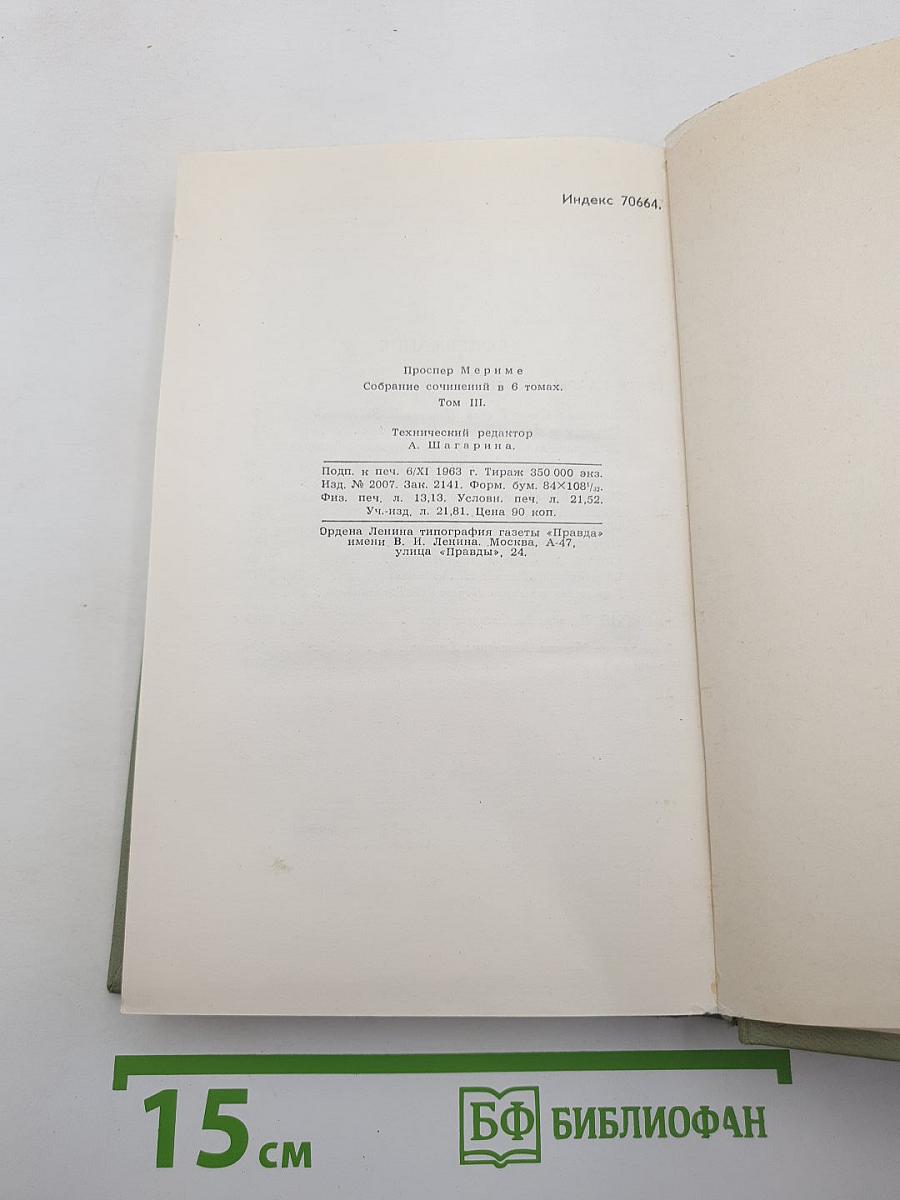 Индекс 70664.
Проспер Мериме
Собрание сочинений в 6 томах.
Том III.
Технический редактор
А. Шагарина.
Подп. к печ. 6/XI 1963 г. Тираж 350 000 экз.
Изд. № 2007. Зак. 2141. Форм. бум. 84×108¹/₃₂.
Физ. печ. л. 13,13. Условн. печ. л. 21,52.
Уч.-изд. л. 21,81. Цена 90 коп.
Ордена Ленина типография газеты «Правда»
имени В. И. Ленина. Москва, А-47,
улица «Правды», 24.
15 см
БФ БИБЛИОФАН